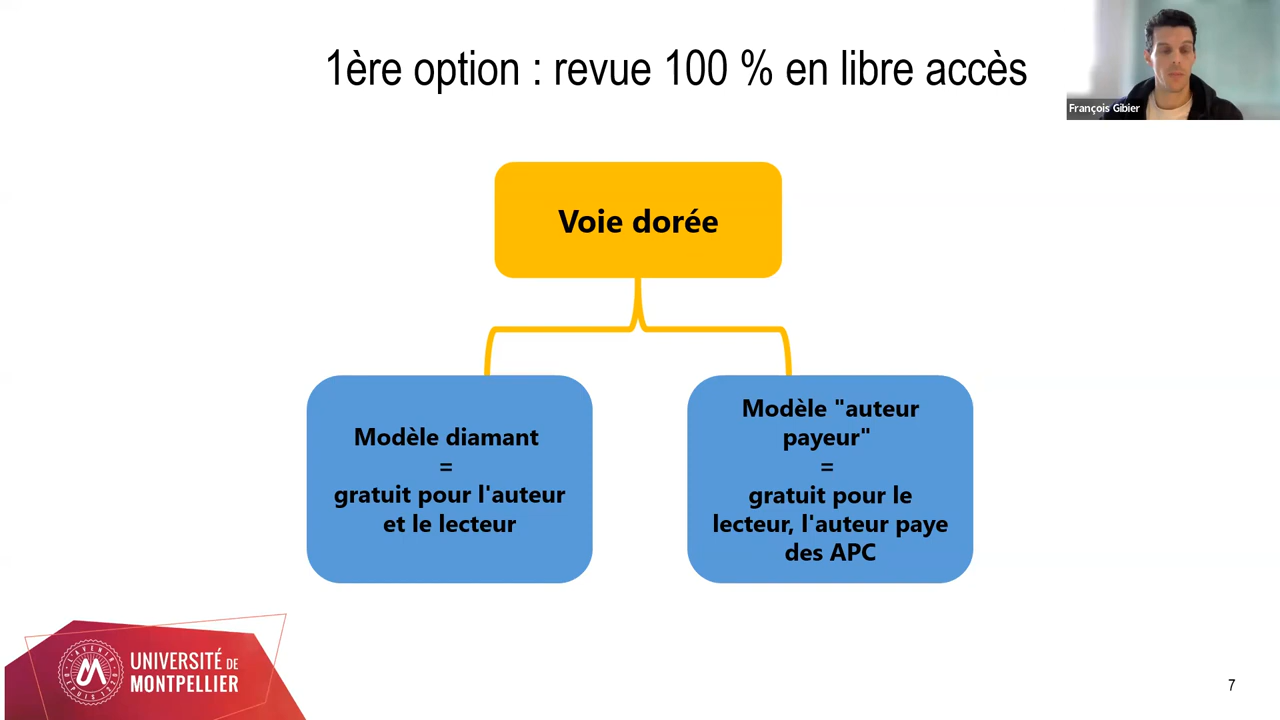 1ère option : revue 100 % en libre accès
François Gibier
Voie dorée
Modèle diamant
=
gratuit pour l'auteur
et le lecteur
Modèle "auteur
payeur"
=
gratuit pour le
lecteur, l'auteur paye
des APC
UNIVERSITÉ DE
MONTPELLIER
7